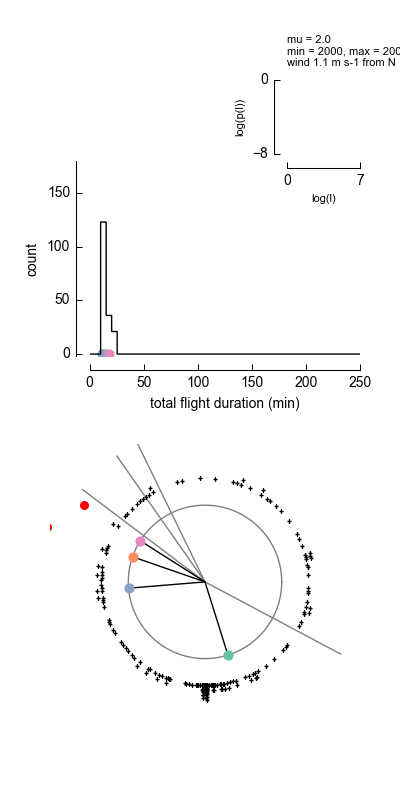 mu = 2.0
min = 2000, max = 200
wind 1.1 m s-1 from N
0
log(p(l))
−8
0
7
log(l)
150
100
50
0
count
0
50
100
150
200
250
total flight duration (min)